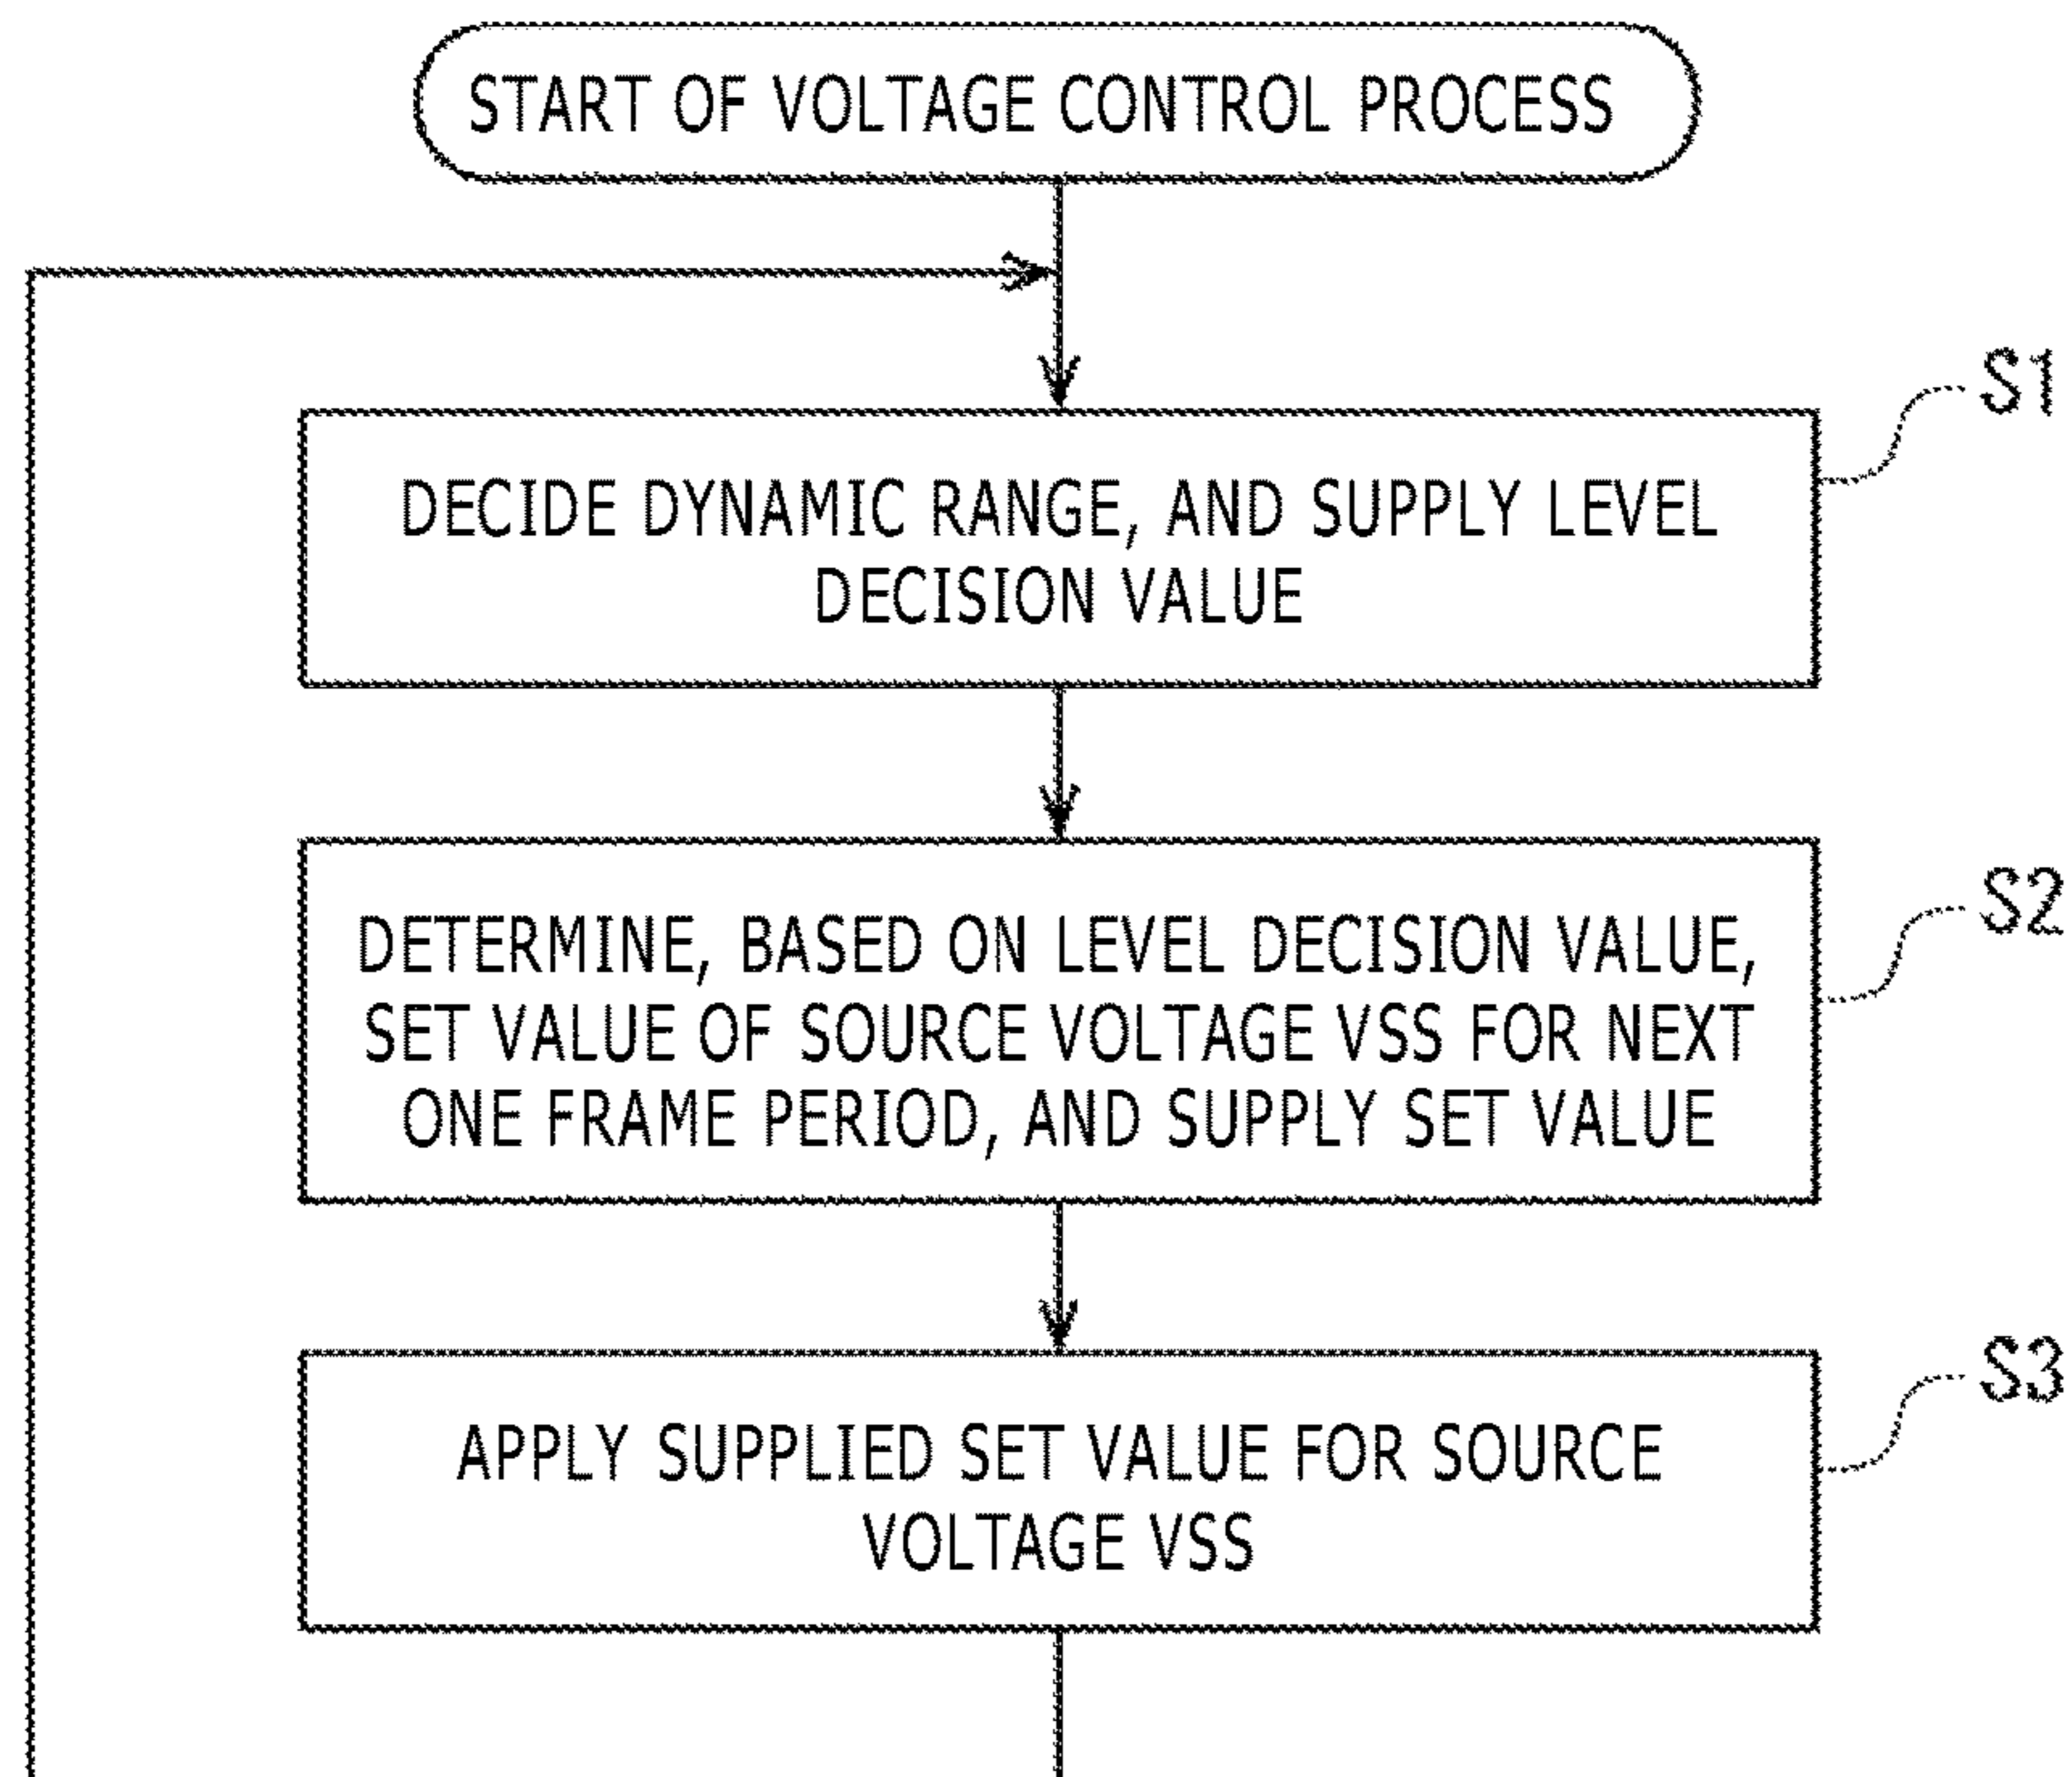 START OF VOLTAGE CONTROL PROCESS
S1
DECIDE DYNAMIC RANGE, AND SUPPLY LEVEL
DECISION VALUE
S2
DETERMINE, BASED ON LEVEL DECISION VALUE,
SET VALUE OF SOURCE VOLTAGE VSS FOR NEXT
ONE FRAME PERIOD, AND SUPPLY SET VALUE
S3
APPLY SUPPLIED SET VALUE FOR SOURCE
VOLTAGE VSS